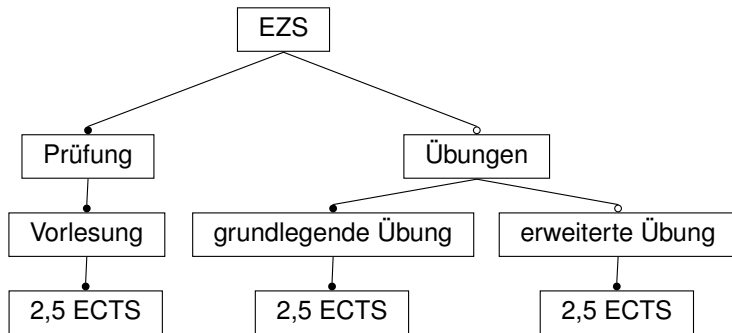 EZS
Prüfung
Übungen
Vorlesung
grundlegende Übung
erweiterte Übung
2,5 ECTS
2,5 ECTS
2,5 ECTS